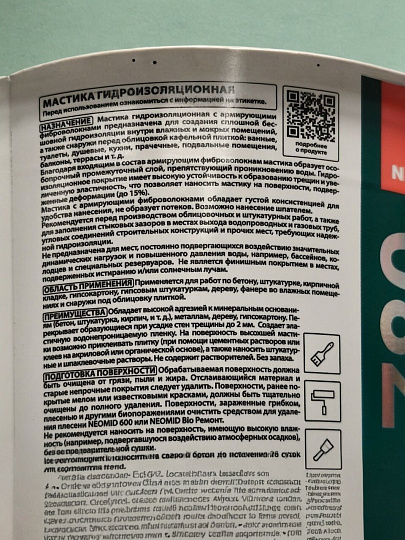 МАСТИКА ГИДРОИЗОЛЯЦИОННАЯ
Перед использованием ознакомиться с информацией на этикетке.
НАЗНАЧЕНИЕ Мастика гидроизоляционная с армирующими
фиброволокнами предназначена для создания сплошной бес-
шовной гидроизоляции внутри влажных и мокрых помещений,
а также снаружи перед облицовкой кафельной плиткой: ванные,
туалеты, душевые, кухни, прачечные, подвальные помещения,
балконы, террасы и т. д.
Благодаря входящим в состав армирующим фиброволокнам мастика образует осо-
бопрочный промежуточный слой, препятствующий проникновению воды. Гидро-
изоляционное покрытие имеет высокую устойчивость к образованию трещин и уве-
личенную эластичность, что позволяет наносить мастику на поверхности, подвер-
женные деформации (до 15%).
Мастика с армирующими фиброволокнами обладает густой консистенцией для
удобства нанесения, не образует потеков. Возможно нанесение шпателем.
Рекомендуется перед производством облицовочных и штукатурных работ, а также
для заполнения стыковых зазоров в местах выхода водопроводных и газовых труб,
угловых соединений строительных конструкций и прочих мест, требующих надеж-
ной гидроизоляции.
Не предназначена для мест, постоянно подвергающихся воздействию значительных
динамических нагрузок и повышенного давления воды, например, бассейнов, ко-
лодцев и специальных резервуаров. Не является финишным покрытием в местах,
подверженных истиранию и/или солнечным лучам.
ОБЛАСТЬ ПРИМЕНЕНИЯ Применяется для работ по бетону, штукатурке, кирпичной
кладке, гипсокартону, гипсовым штукатуркам, дереву, фанере во влажных помеще-
ниях и снаружи под облицовку плиткой.
ПРЕИМУЩЕСТВА Обладает высокой адгезией к минеральным основани-
ям (бетон, штукатурка, кирпич, и т. д.), металлам, дереву, гипсокартону. Пе-
рекрывает образующиеся при усадке стен трещины до 2 мм. Создает эла-
стичную водонепроницаемую пленку. На поверхность высохшей масти-
ки возможно приклеивать плитку (при помощи цементных растворов или
клеев на акриловой или органической основе), а также наносить штукатур-
ные и шпаклевочные растворы. Не содержит растворителей. Без запаха.
ПОДГОТОВКА ПОВЕРХНОСТИ Обрабатываемая поверхность должна
быть очищена от грязи, пыли и жира. Отслаивающийся материал и
старые непрочные покрытия следует удалить. Поверхности, ранее по-
крытые мелом или известковыми красками, должны быть тщательно
очищены до полного удаления. Поверхности, зараженные грибком,
плесенью и другими биопоражениями очистить средством для удале-
ния плесени NEOMID 600 или NEOMID Bio Ремонт.
Не рекомендуется наносить на поверхность, имеющую высокую влаж-
ность (например, подвергающуюся воздействию атмосферных осадков),
без ее предварительной сушки.
подробнее
о продукте
N